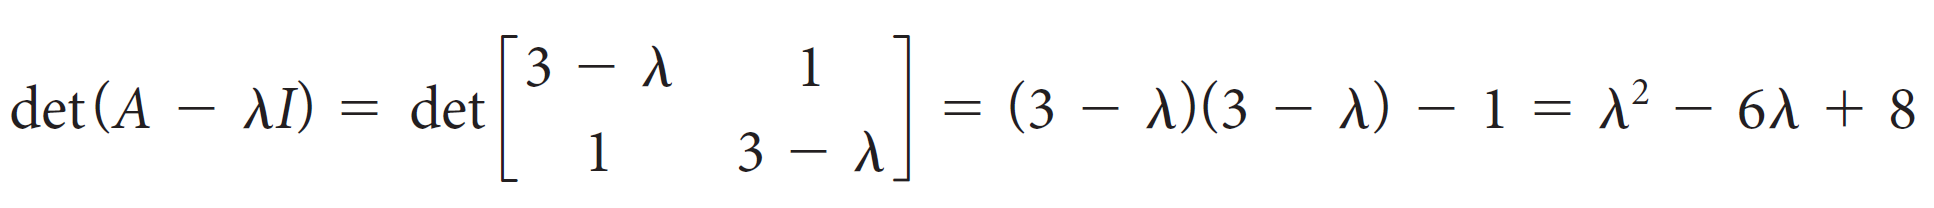 det(A − λI) = det[3 − λ 1; 1 3 − λ] = (3 − λ)(3 − λ) − 1 = λ² − 6λ + 8